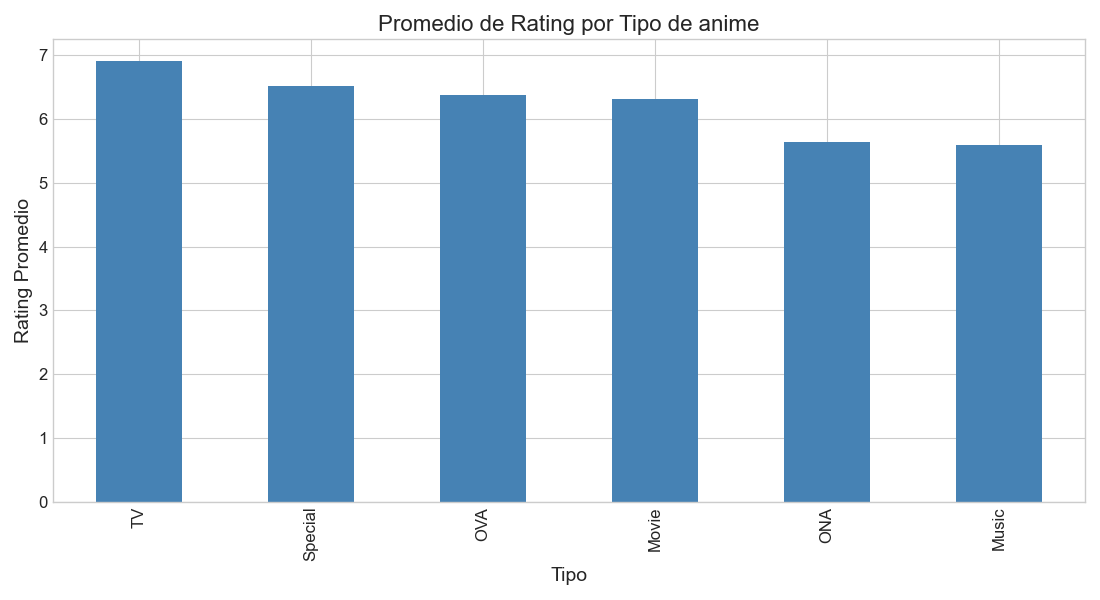 Promedio de Rating por Tipo de anime
Rating Promedio
7
6
5
4
3
2
1
0
TV
Special
OVA
Movie
ONA
Music
Tipo